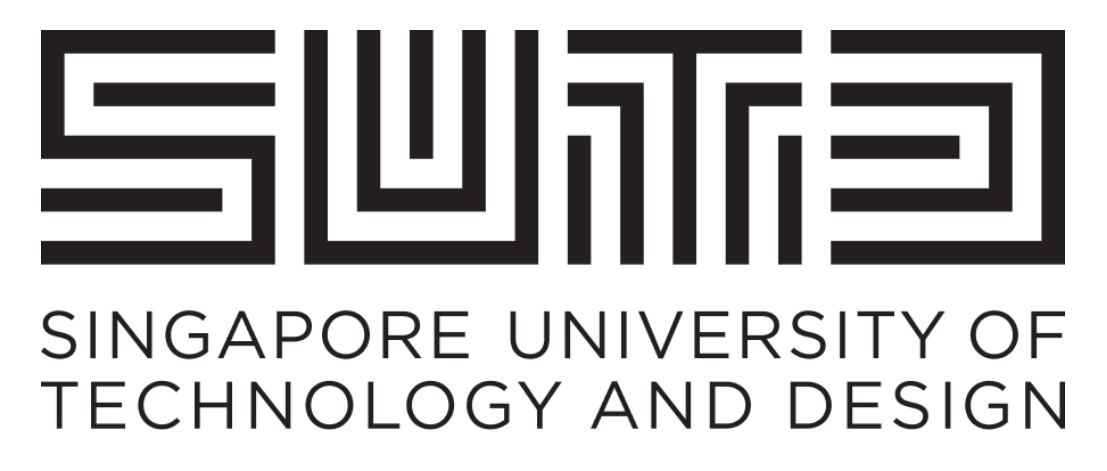 SUTD
SINGAPORE UNIVERSITY OF
TECHNOLOGY AND DESIGN